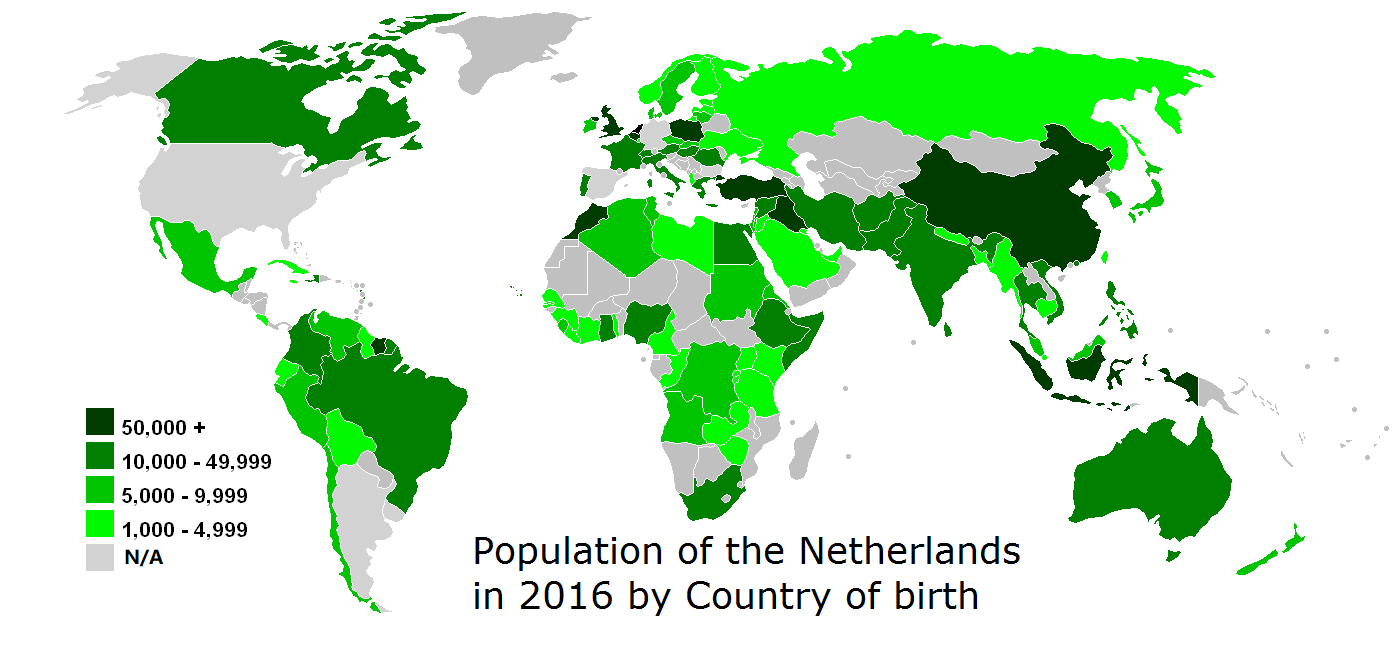 50,000 +
10,000 - 49,999
5,000 - 9,999
1,000 - 4,999
N/A
Population of the Netherlands
in 2016 by Country of birth